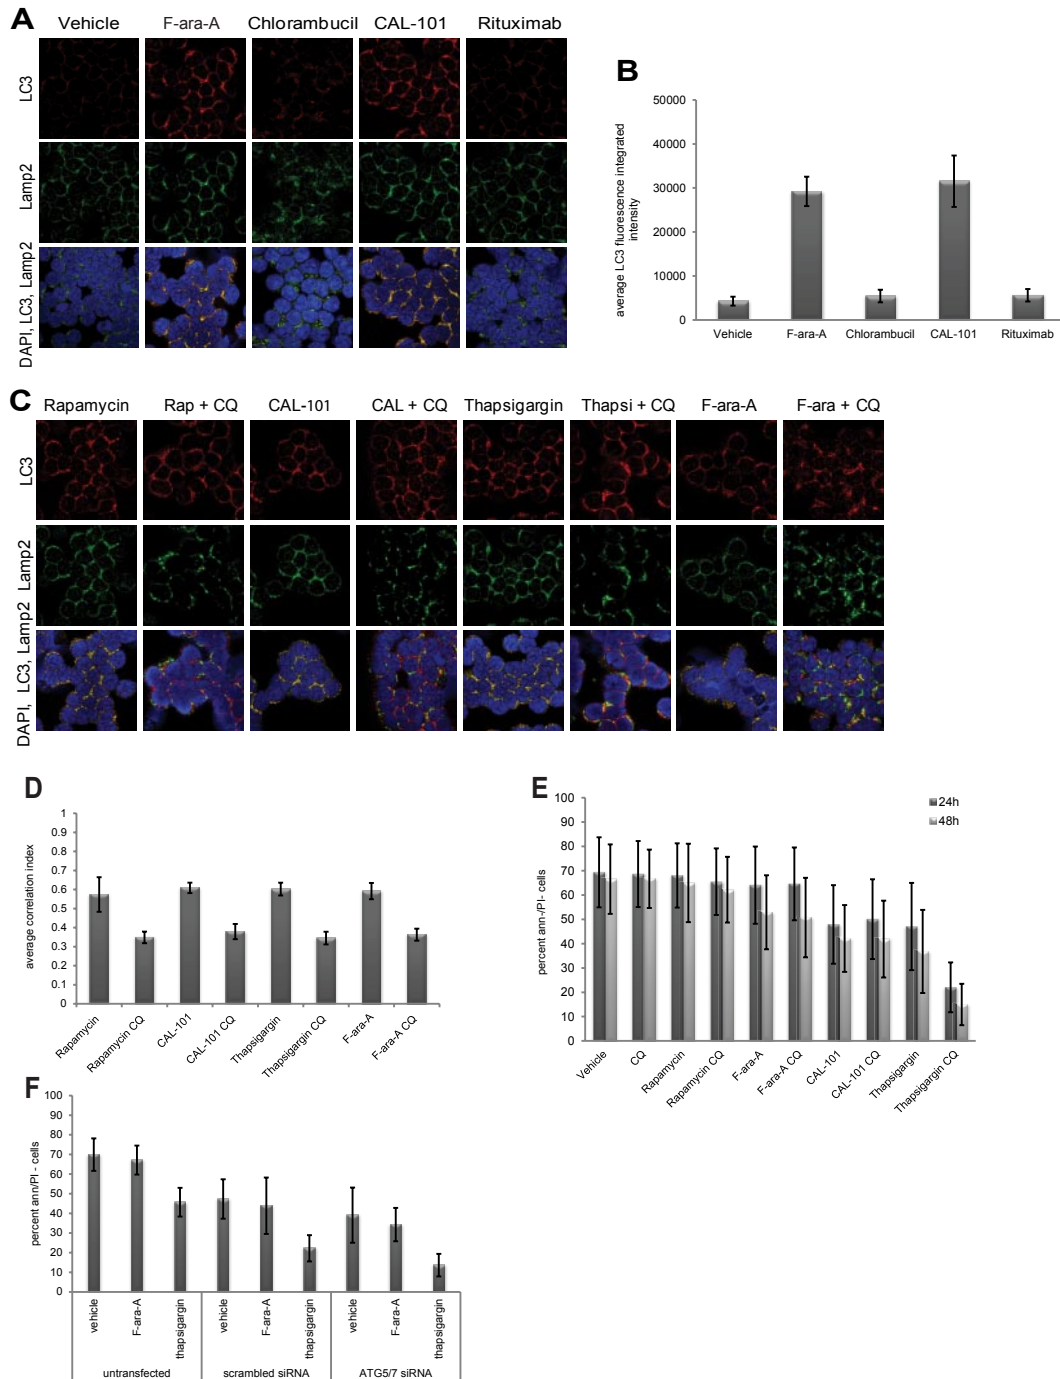 A
Vehicle F-ara-A Chlorambucil CAL-101 Rituximab
LC3
Lamp2
DAPI, LC3, Lamp2
B
average LC3 fluorescence integrated
intensity
50000
40000
30000
20000
10000
0
Vehicle F-ara-A Chlorambucil CAL-101 Rituximab
C
Rapamycin Rap + CQ CAL-101 CAL + CQ Thapsigargin Thapsi + CQ F-ara-A F-ara + CQ
LC3
Lamp2
DAPI, LC3, Lamp2
D
average correlation index
1
0.9
0.8
0.7
0.6
0.5
0.4
0.3
0.2
0.1
0
Rapamycin
Rapamycin CQ
CAL-101
CAL-101 CQ
Thapsigargin
Thapsigargin CQ
F-ara-A
F-ara-A CQ
E
percent ann-/PI- cells
100
90
80
70
60
50
40
30
20
10
0
24h
48h
Vehicle
CQ
Rapamycin
Rapamycin CQ
F-ara-A
F-ara-A CQ
CAL-101
CAL-101 CQ
Thapsigargin
Thapsigargin CQ
F
percent ann/PI - cells
100
90
80
70
60
50
40
30
20
10
0
vehicle
F-ara-A
thapsigargin
vehicle
F-ara-A
thapsigargin
vehicle
F-ara-A
thapsigargin
untransfected scrambled siRNA ATG5/7 siRNA